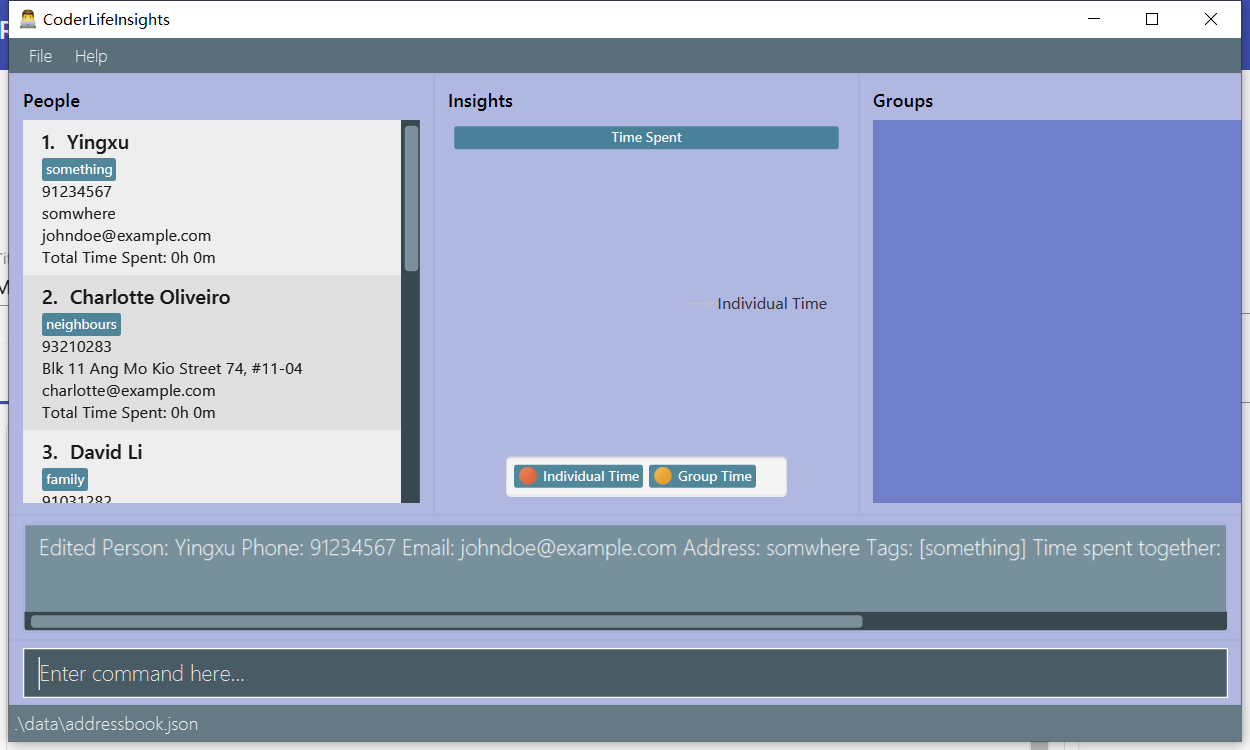 CoderLifeInsights
File Help
People
1. Yingxu
something
91234567
somwhere
johndoe@example.com
Total Time Spent: 0h 0m
2. Charlotte Oliveiro
neighbours
93210283
Blk 11 Ang Mo Kio Street 74, #11-04
charlotte@example.com
Total Time Spent: 0h 0m
3. David Li
family
91031282
Insights
Time Spent
Individual Time
Individual Time Group Time
Groups
Edited Person: Yingxu Phone: 91234567 Email: johndoe@example.com Address: somwhere Tags: [something] Time spent together:
Enter command here...
.\data\addressbook.json